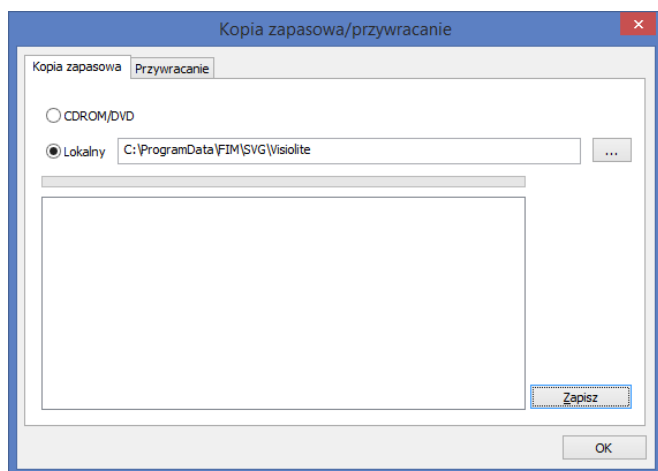 Kopia zapasowa/przywracanie
Kopia zapasowa Przywracanie
CDROM/DVD
Lokalny C:\ProgramData\FIM\SVG\Visiolite ...
Zapisz
OK